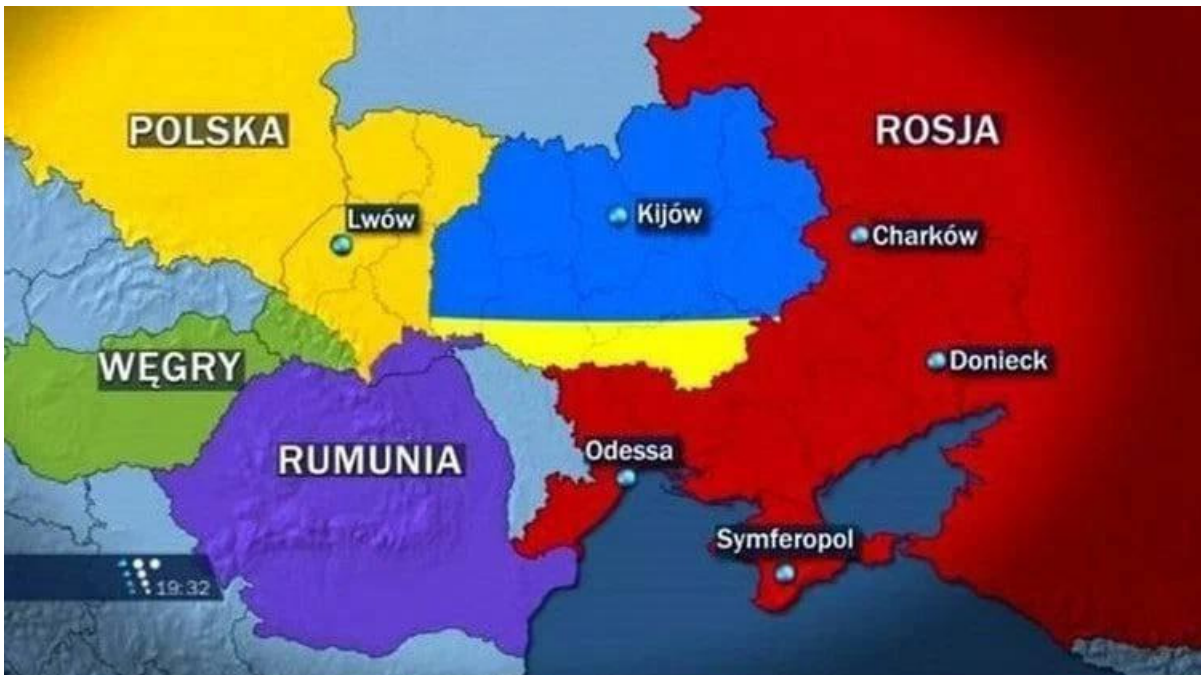 POLSKA
ROSJA
Lwów
Kijów
Charków
WĘGRY
Donieck
RUMUNIA
Odessa
Symferopol
19:32